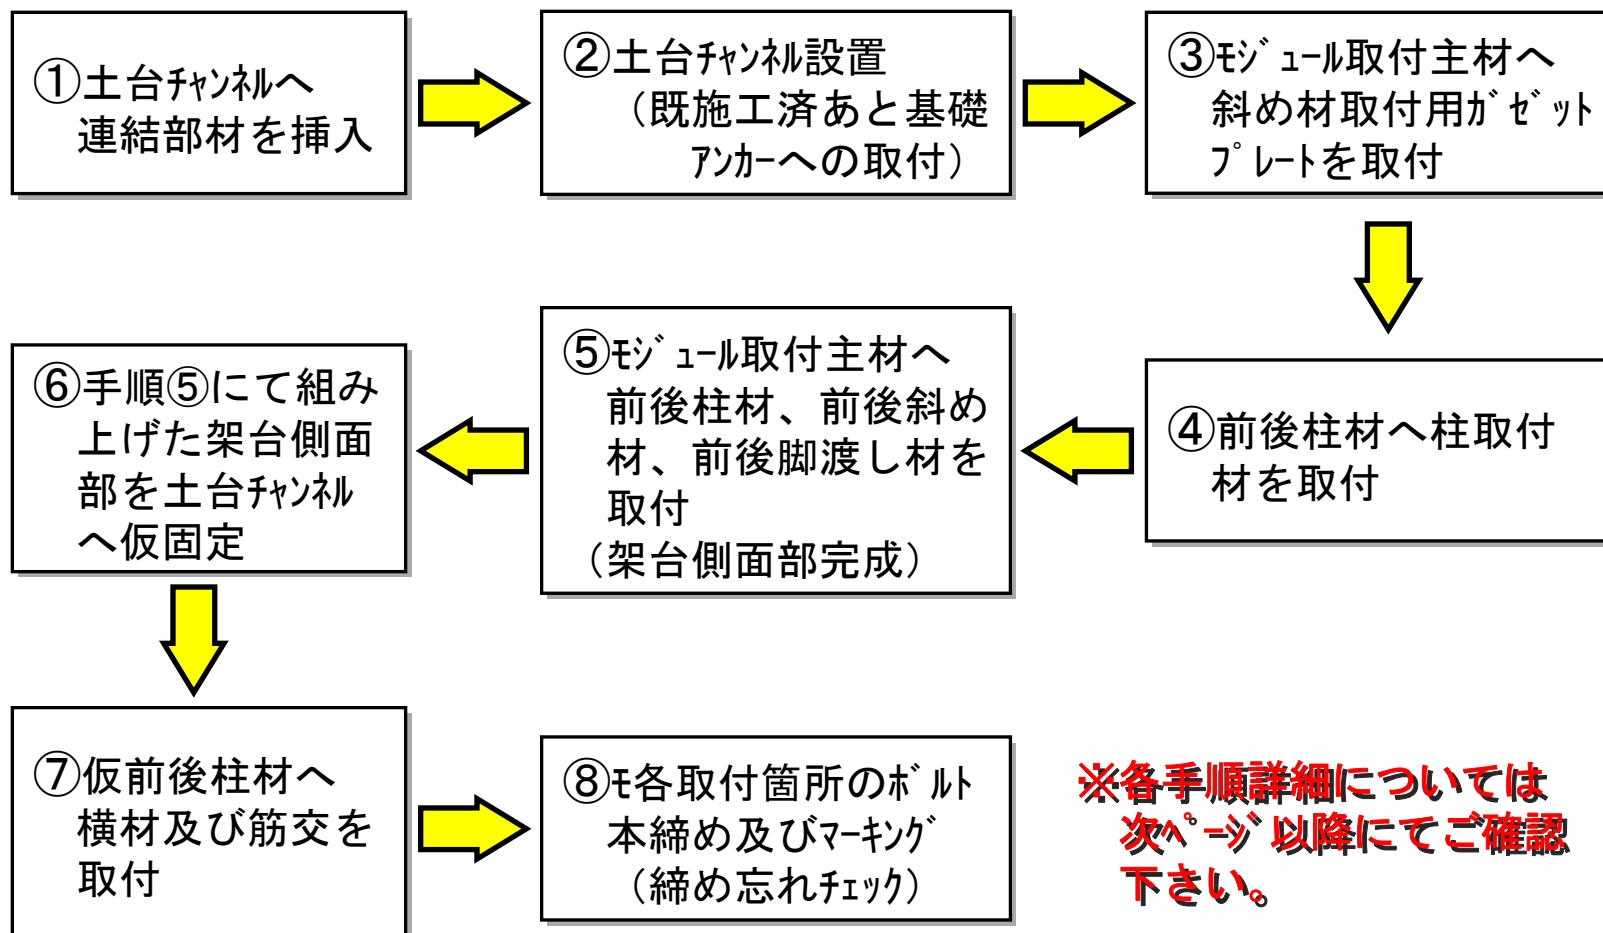 ①土台ﾁｬﾝﾈﾙへ
連結部材を挿入
②土台ﾁｬﾝﾈﾙ設置
（既施工済あと基礎
ｱﾝｶｰへの取付）
③ﾓｼﾞｭｰﾙ取付主材へ
斜め材取付用ｶﾞｾﾞｯﾄ
ﾌﾟﾚｰﾄを取付
④前後柱材へ柱取付
材を取付
⑤ﾓｼﾞｭｰﾙ取付主材へ
前後柱材、前後斜め
材、前後脚渡し材を
取付
（架台側面部完成）
⑥手順⑤にて組み
上げた架台側面
部を土台ﾁｬﾝﾈﾙ
へ仮固定
⑦仮前後柱材へ
横材及び筋交を
取付
⑧ﾓ各取付箇所のﾎﾞﾙﾄ
本締め及びﾏｰｷﾝｸﾞ
（締め忘れﾁｪｯｸ）
※各手順詳細については
次ﾍﾟｰｼﾞ以降にてご確認
下さい。